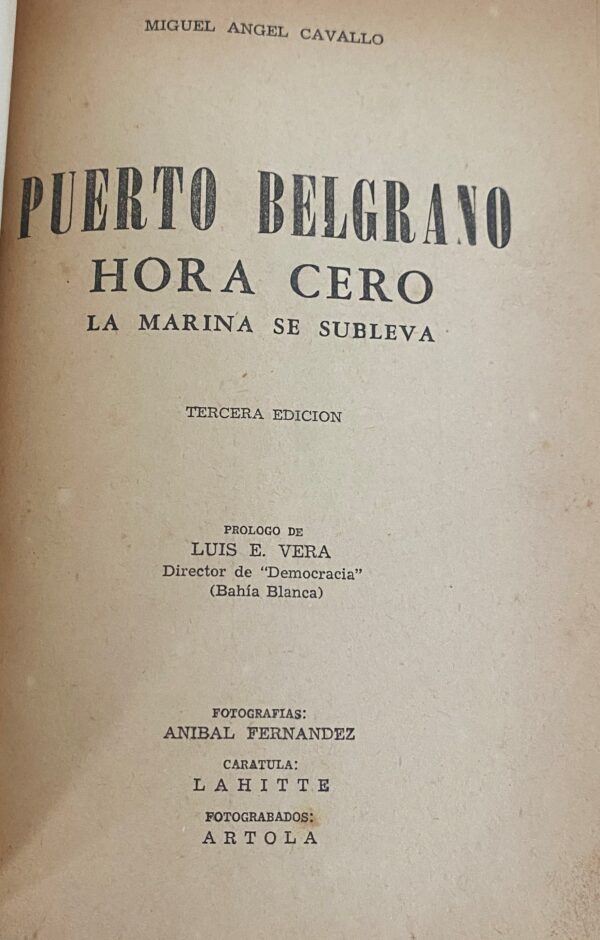 MIGUEL ANGEL CAVALLO
PUERTO BELGRANO
HORA CERO
LA MARINA SE SUBLEVA
TERCERA EDICION
PROLOGO DE
LUIS E. VERA
Director de "Democracia"
(Bahía Blanca)
FOTOGRAFIAS:
ANIBAL FERNANDEZ
CARATULA:
LAHITTE
FOTOGRABADOS:
ARTOLA